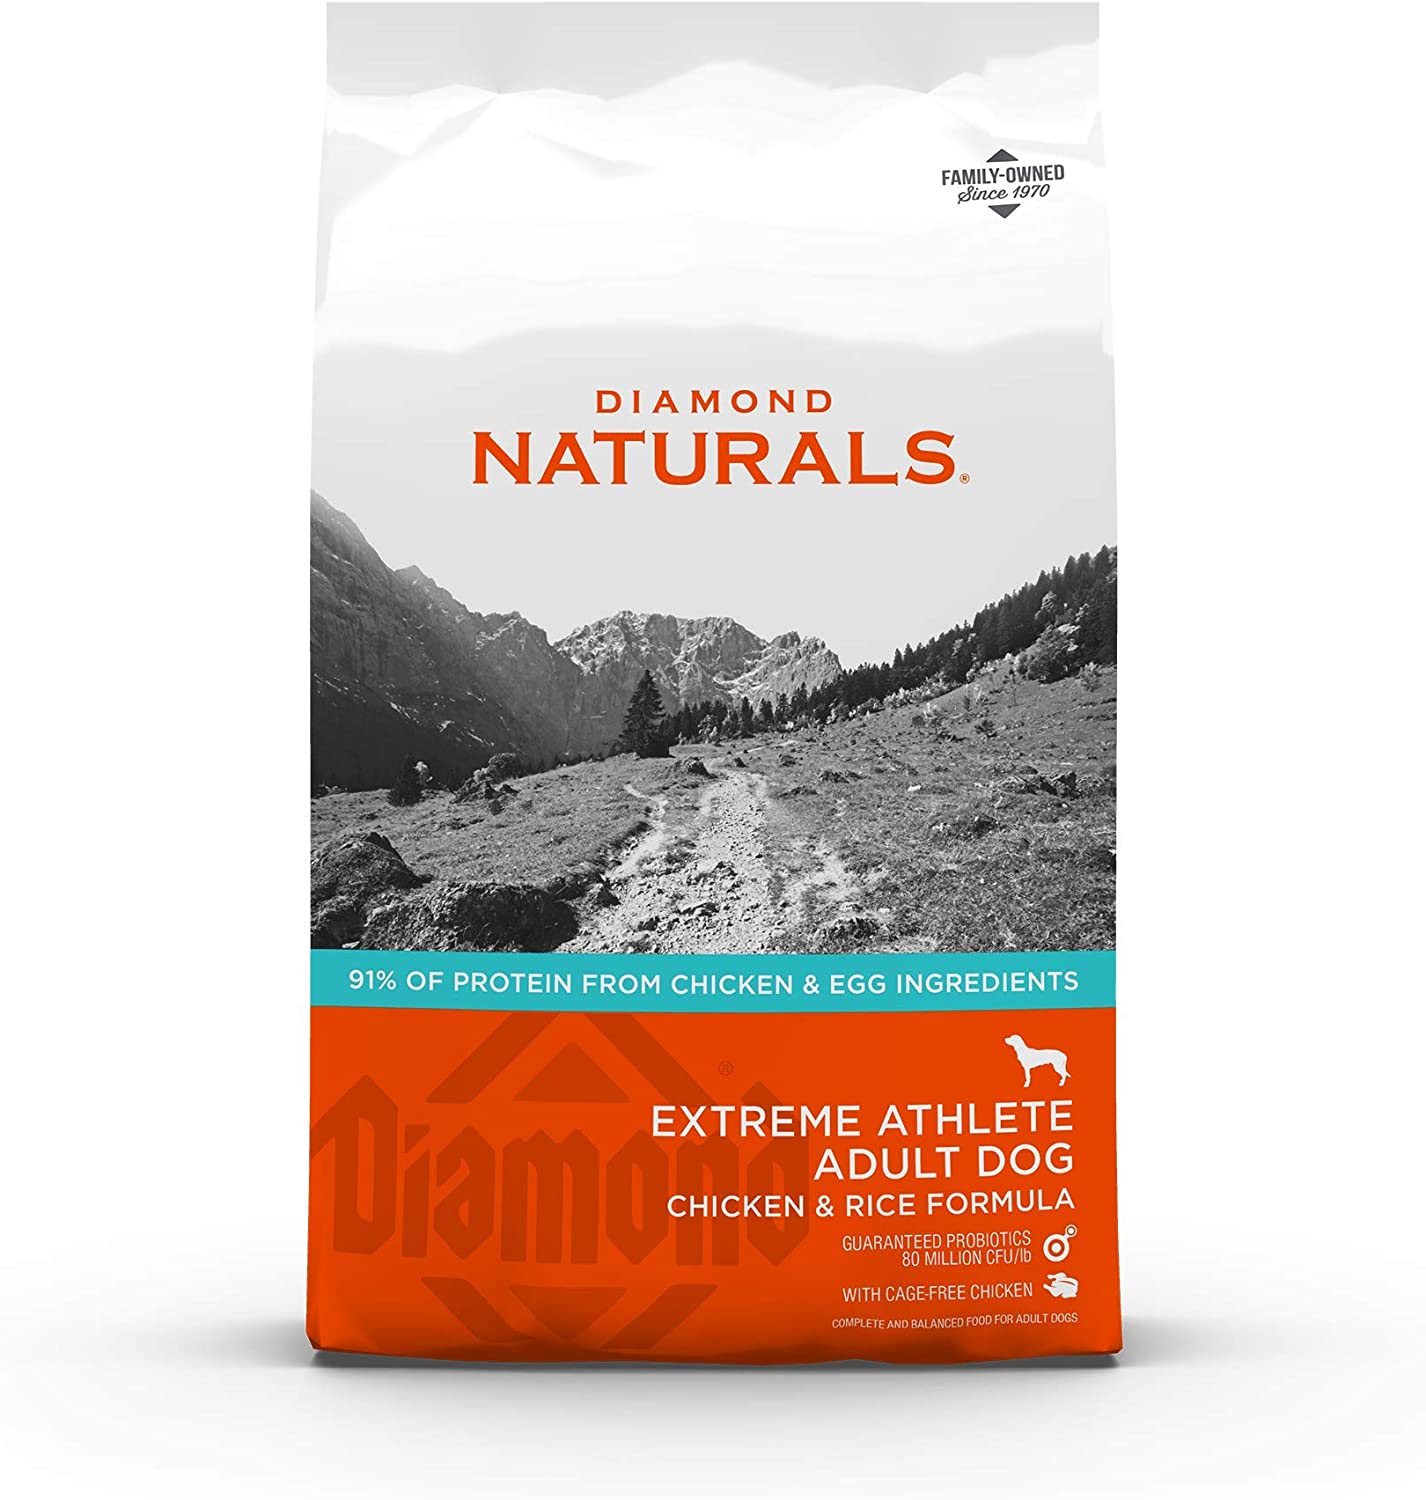 FAMILY-OWNED
Since 1970
DIAMOND
NATURALS®
91% OF PROTEIN FROM CHICKEN & EGG INGREDIENTS
Diamond®
EXTREME ATHLETE
ADULT DOG
CHICKEN & RICE FORMULA
GUARANTEED PROBIOTICS
80 MILLION CFU/lb
WITH CAGE-FREE CHICKEN
COMPLETE AND BALANCED FOOD FOR ADULT DOGS